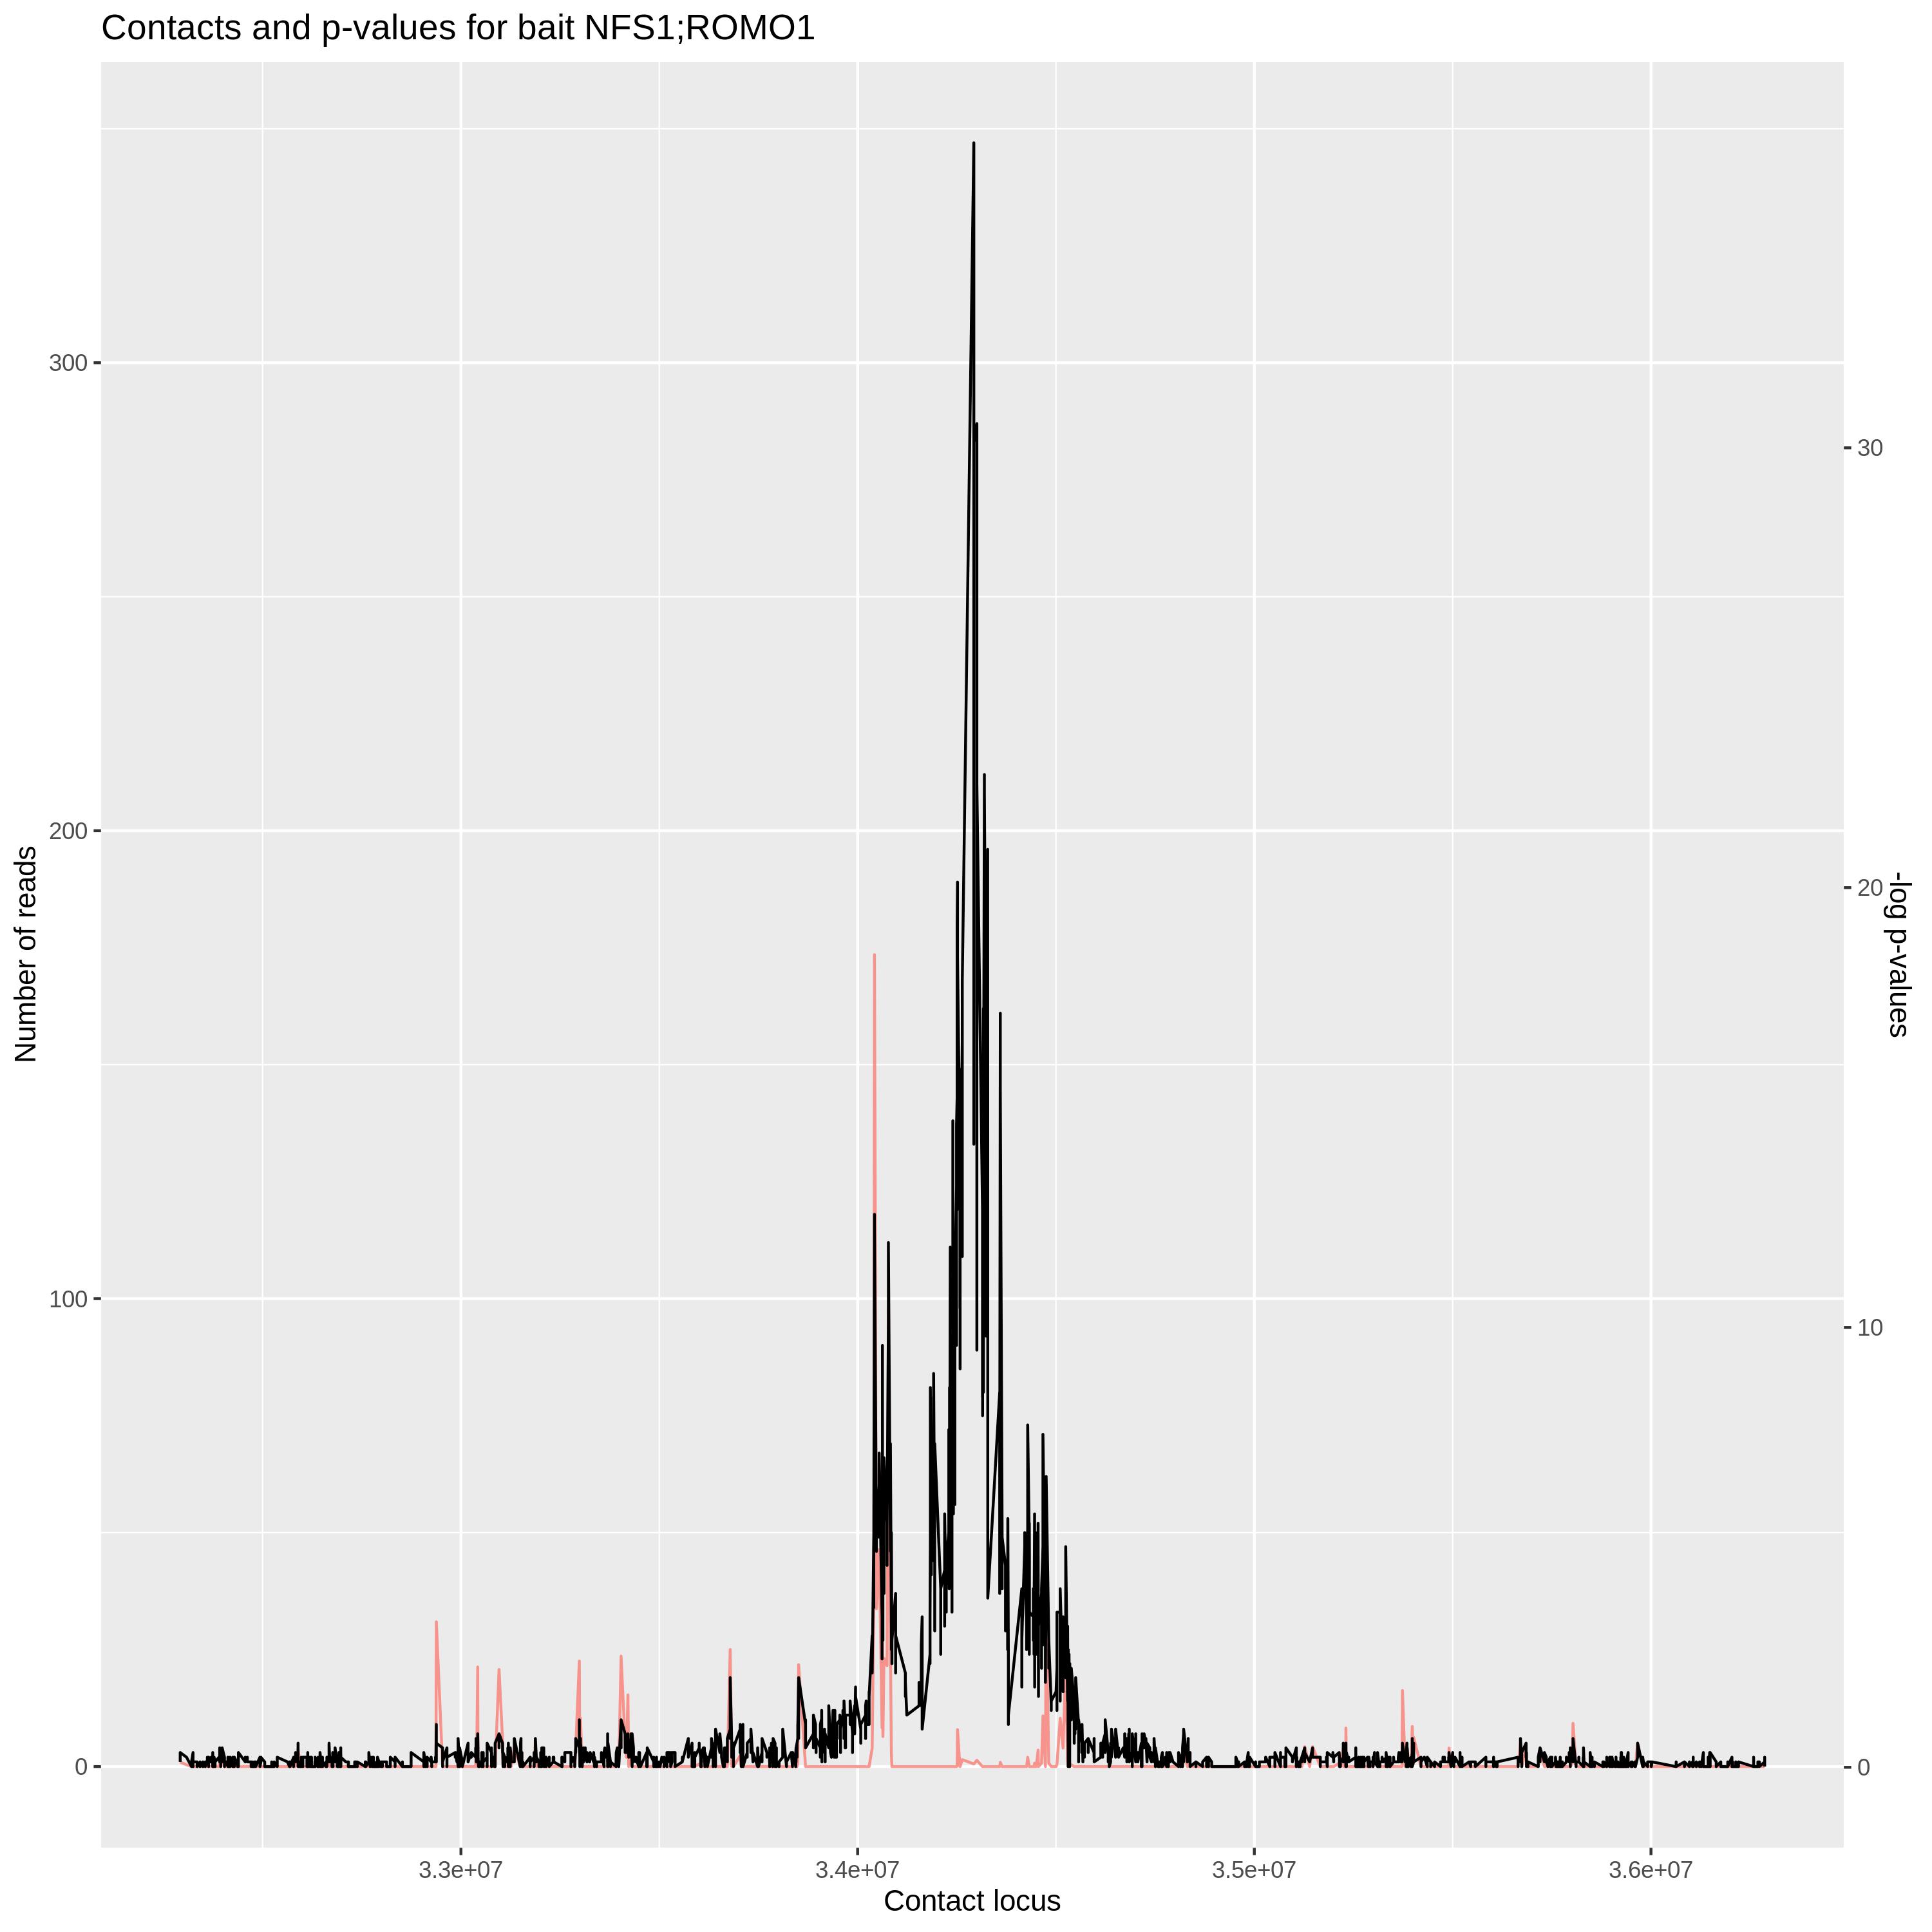 Contacts and p-values for bait NFS1;ROMO1
Number of reads
300
200
100
0
30
20
10
0
-log p-values
3.3e+07
3.4e+07
3.5e+07
3.6e+07
Contact locus